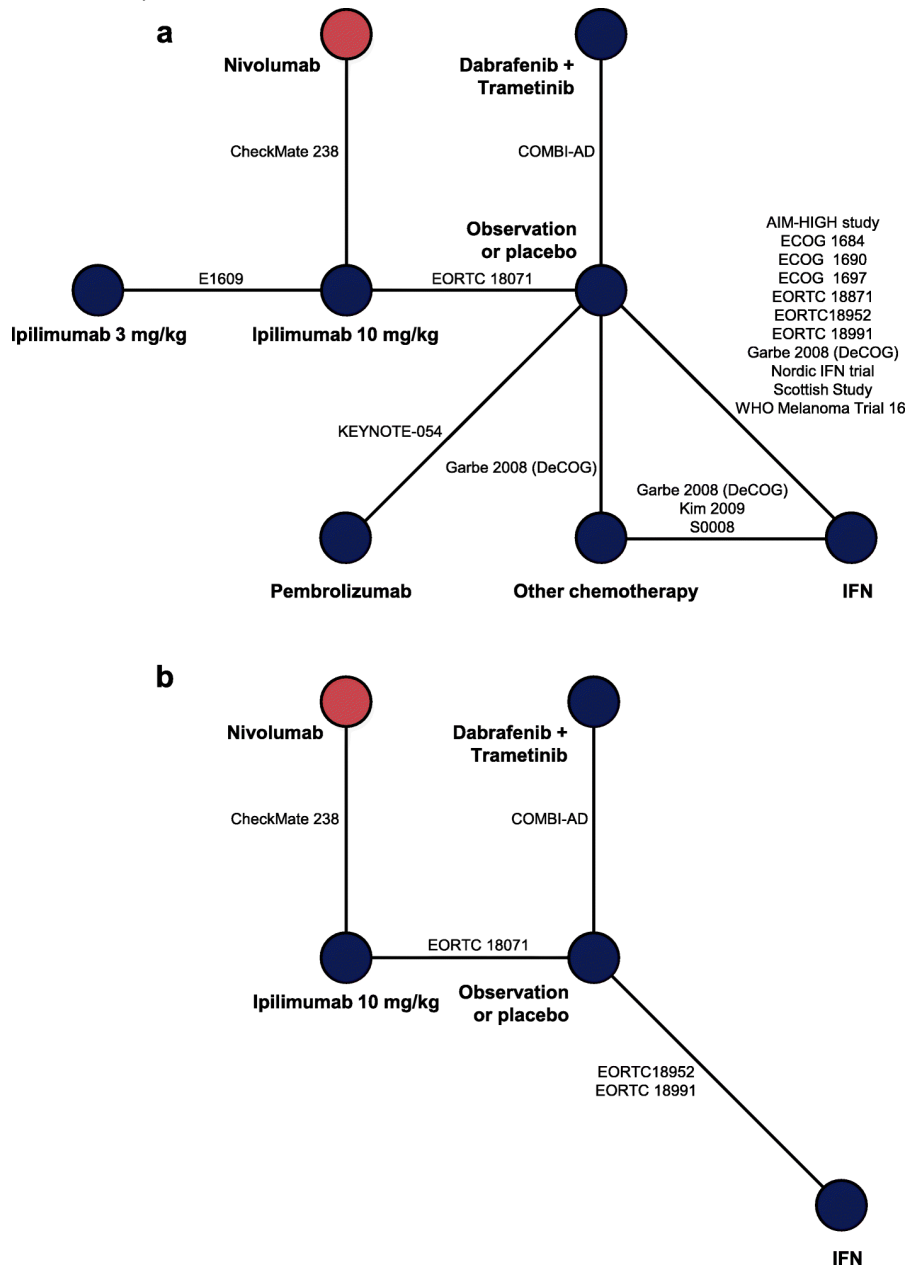 a
Nivolumab
Dabrafenib +
Trametinib
CheckMate 238
COMBI-AD
Observation
or placebo
AIM-HIGH study
ECOG 1684
ECOG  1690
ECOG  1697
EORTC 18871
EORTC18952
EORTC 18991
Garbe 2008 (DeCOG)
Nordic IFN trial
Scottish Study
WHO Melanoma Trial 16
E1609
EORTC 18071
Ipilimumab 3 mg/kg
Ipilimumab 10 mg/kg
KEYNOTE-054
Garbe 2008 (DeCOG)
Garbe 2008 (DeCOG)
Kim 2009
S0008
Pembrolizumab
Other chemotherapy
IFN
b
Nivolumab
Dabrafenib +
Trametinib
CheckMate 238
COMBI-AD
EORTC 18071
Ipilimumab 10 mg/kg
Observation
or placebo
EORTC18952
EORTC 18991
IFN